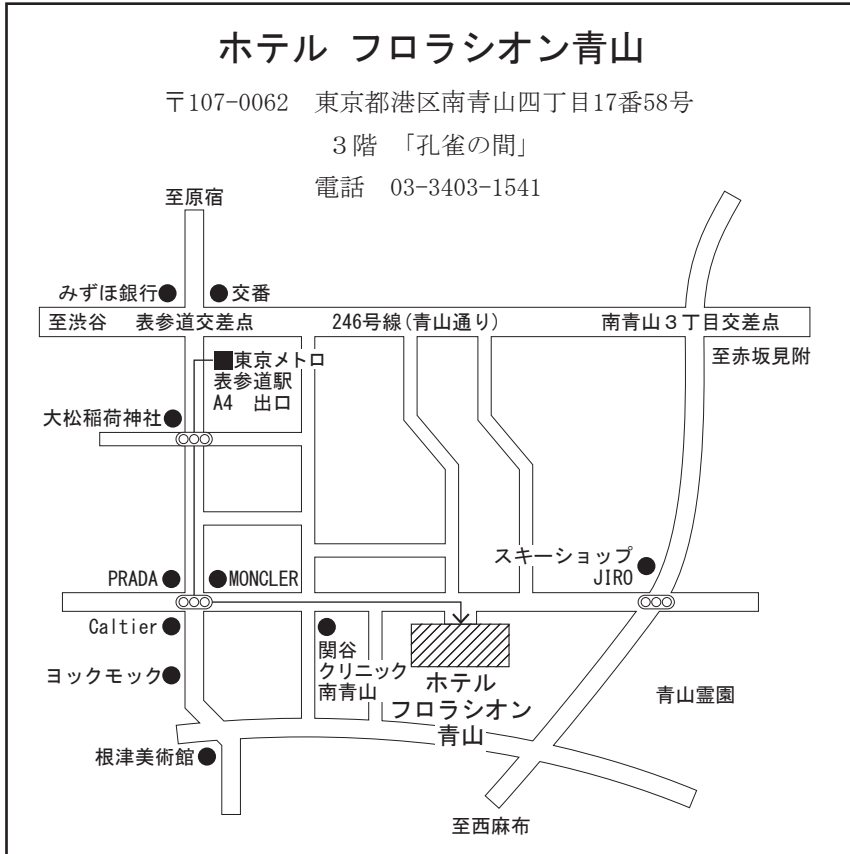 ホテル フロラシオン青山
〒107-0062　東京都港区南青山四丁目17番58号
３階　「孔雀の間」
電話　03-3403-1541
至原宿
みずほ銀行
交番
至渋谷
表参道交差点
246号線(青山通り)
南青山３丁目交差点
至赤坂見附
東京メトロ
表参道駅
A4　出口
大松稲荷神社
スキーショップ
JIRO
PRADA
MONCLER
Caltier
関谷
クリニック
南青山
ヨックモック
ホテル
フロラシオン
青山
青山霊園
根津美術館
至西麻布